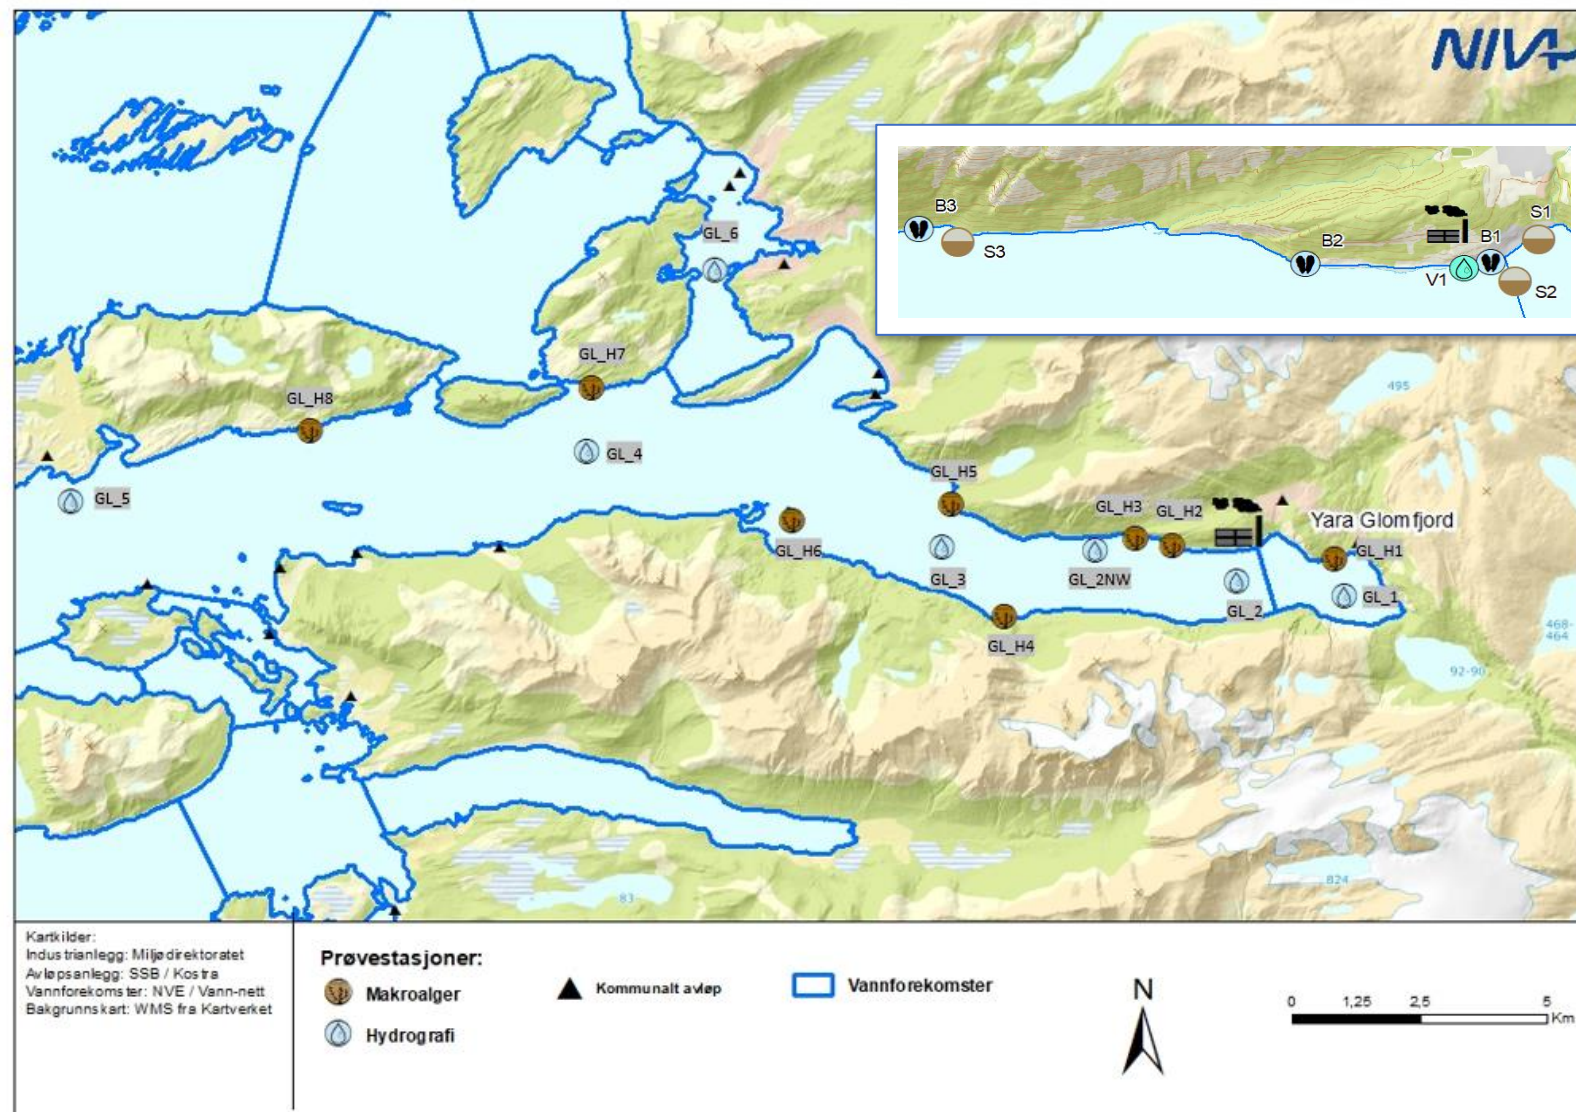 NIVA
B3
S3
B2
V1
B1
S1
S2
GL_6
GL_H7
GL_H8
GL_4
GL_5
GL_H5
GL_H6
GL_3
GL_H3
GL_H2
GL_2NW
GL_2
GL_H4
Yara Glomfjord
GL_H1
GL_1
495
468-
464
92-90
824
83
Kartkilder:
Industrianlegg: Miljødirektoratet
Avløpsanlegg: SSB / Kostra
Vannforekomster: NVE / Vann-nett
Bakgrunnskart: WMS fra Kartverket
Prøvestasjoner:
Makroalger
Hydrografi
Kommunalt avløp
Vannforekomster
N
0 1,25 2,5 5
Km